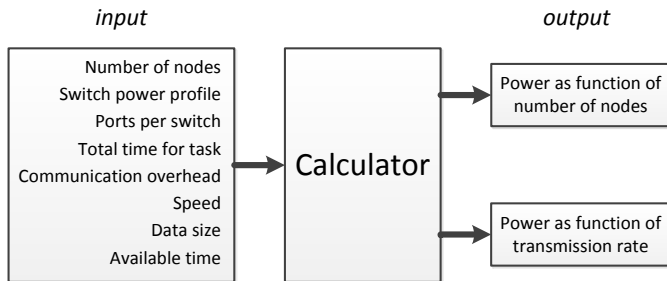 input
output
Number of nodes
Switch power profile
Ports per switch
Total time for task
Communication overhead
Speed
Data size
Available time
Calculator
Power as function of
number of nodes
Power as function of
transmission rate